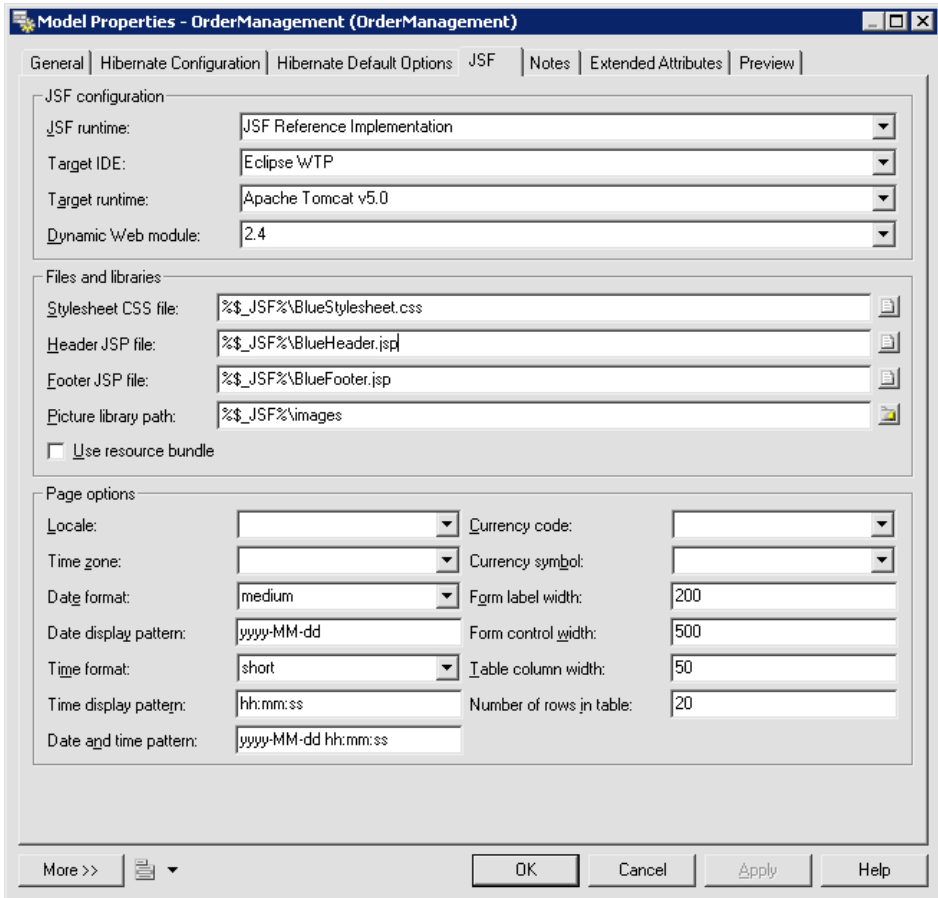 Model Properties - OrderManagement (OrderManagement)
General Hibernate Configuration Hibernate Default Options JSF Notes Extended Attributes Preview
JSF configuration
JSF runtime: JSF Reference Implementation
Target IDE: Eclipse WTP
Target runtime: Apache Tomcat v5.0
Dynamic Web module: 2.4
Files and libraries
Stylesheet CSS file: %$_JSF%\BlueStylesheet.css
Header JSP file: %$_JSF%\BlueHeader.jsp
Footer JSP file: %$_JSF%\BlueFooter.jsp
Picture library path: %$_JSF%\images
Use resource bundle
Page options
Locale: Currency code:
Time zone: Currency symbol:
Date format: medium Form label width: 200
Date display pattern: yyyy-MM-dd Form control width: 500
Time format: short Table column width: 50
Time display pattern: hh:mm:ss Number of rows in table: 20
Date and time pattern: yyyy-MM-dd hh:mm:ss
More >> OK Cancel Apply Help